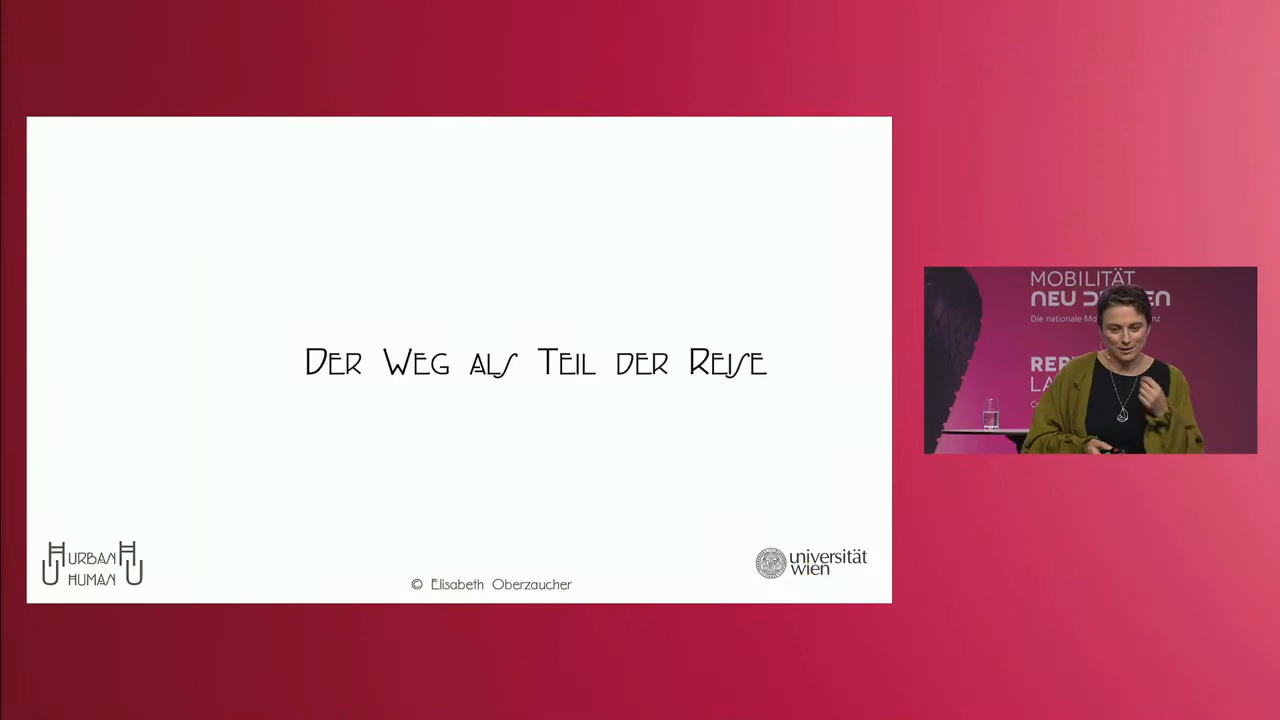 Der Weg als Teil der Reise
URBAN
HUMAN
© Elisabeth Oberzaucher
universität
wien
MOBILITÄT
NEU
Die nationale